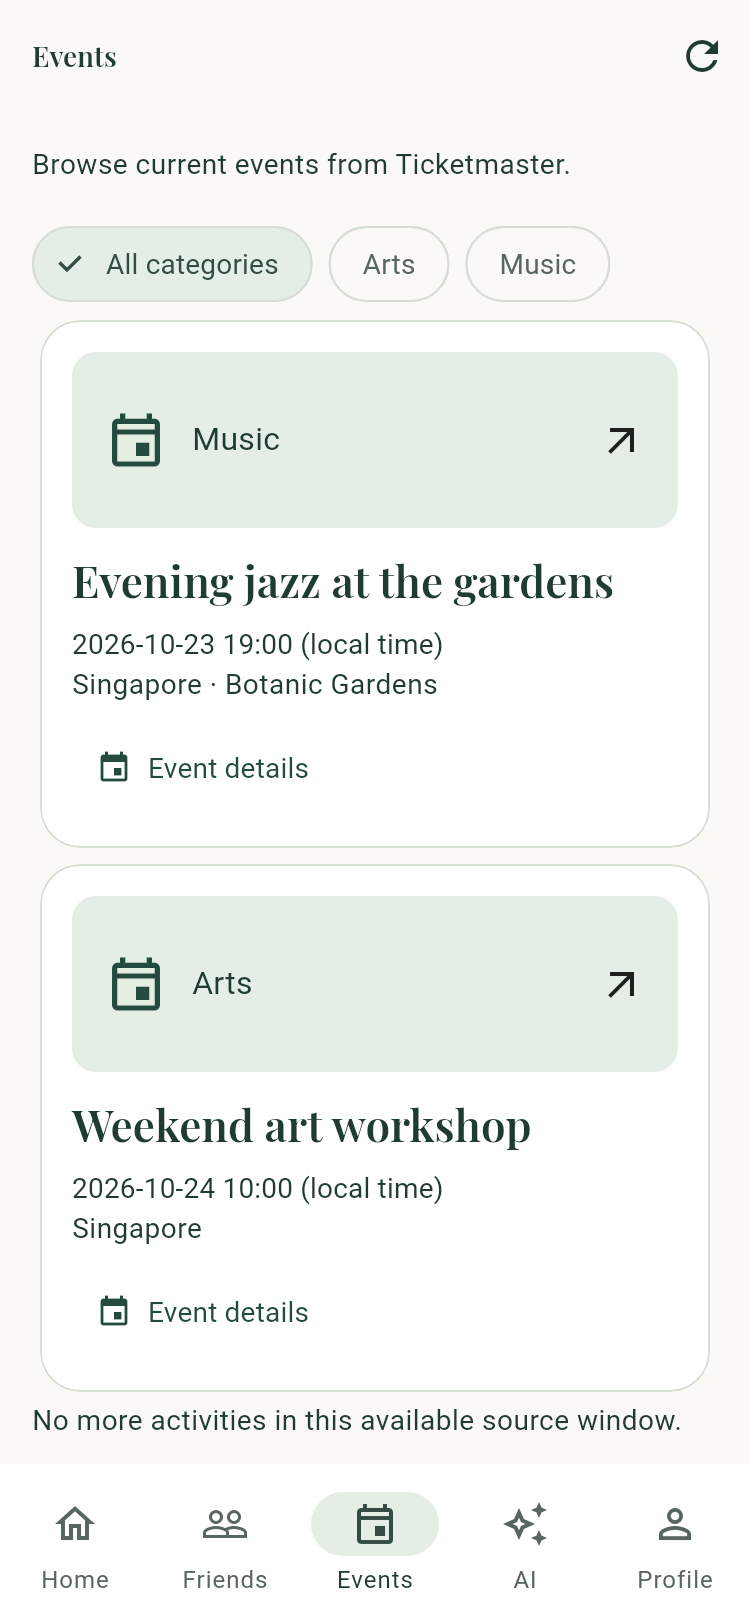 Events
Browse current events from Ticketmaster.
All categories
Arts
Music
Music
Evening jazz at the gardens
2026-10-23 19:00 (local time)
Singapore · Botanic Gardens
Event details
Arts
Weekend art workshop
2026-10-24 10:00 (local time)
Singapore
Event details
No more activities in this available source window.
Home
Friends
Events
AI
Profile